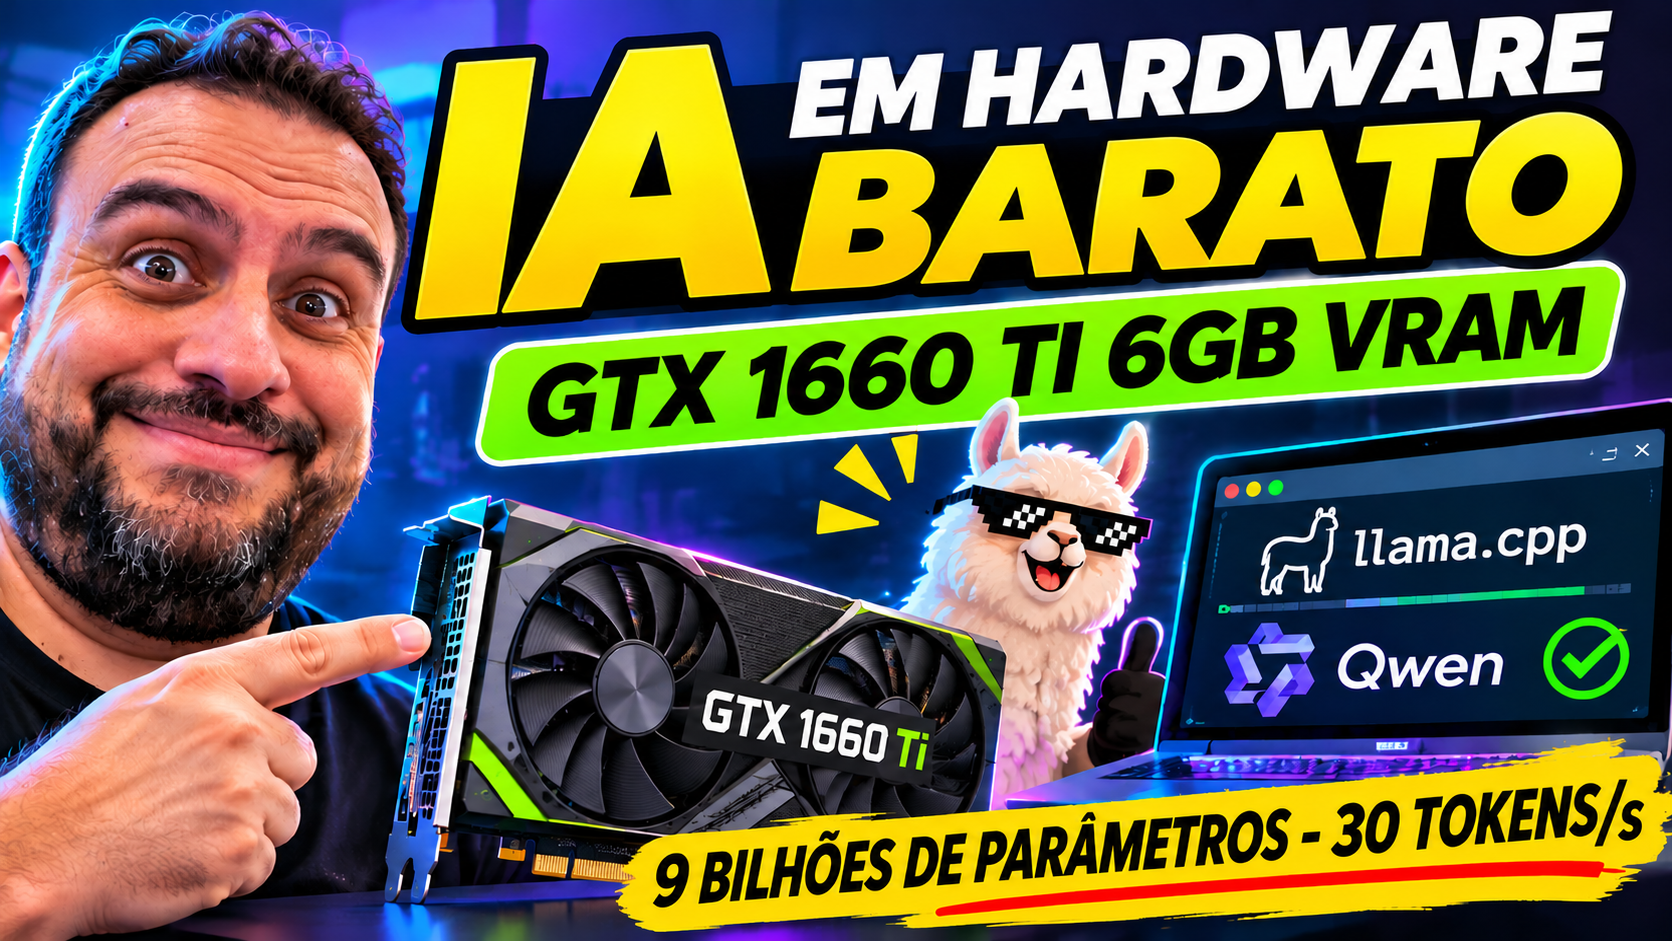 IA EM HARDWARE
BARATO
GTX 1660 TI 6GB VRAM
llama.cpp
Qwen
GTX 1660 Ti
9 BILHÕES DE PARÂMETROS - 30 TOKENS/s